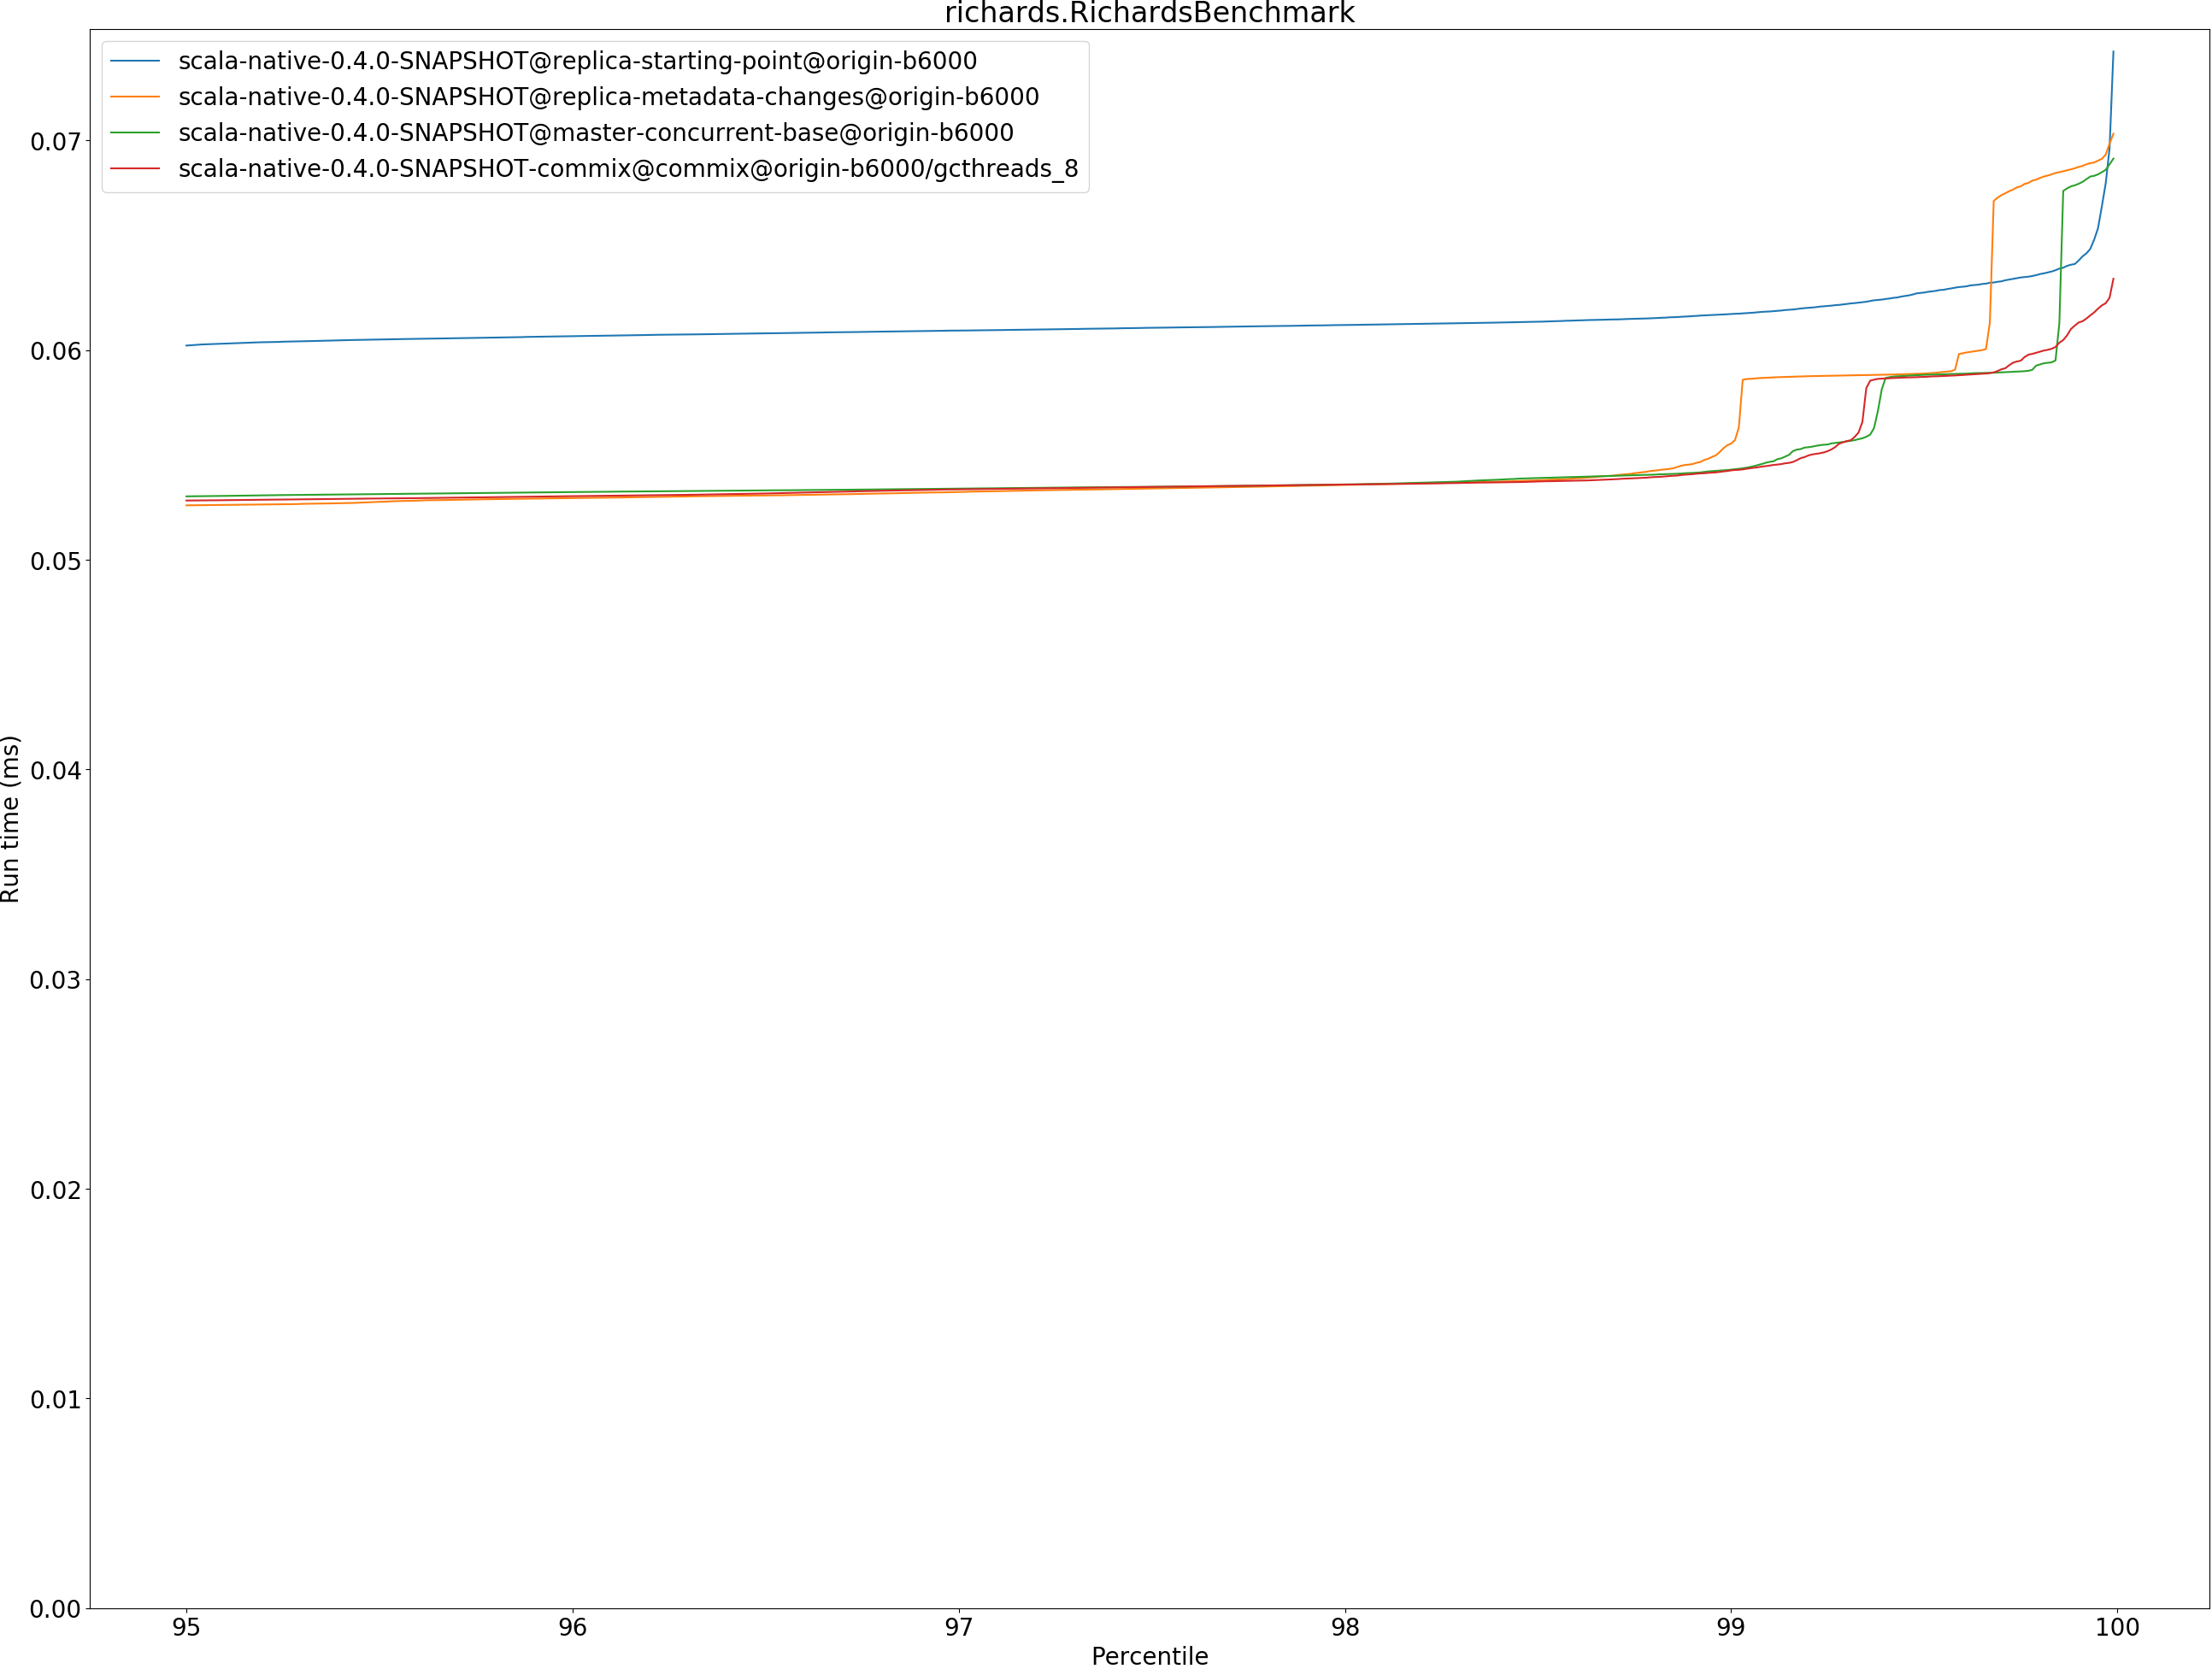 richards.RichardsBenchmark
scala-native-0.4.0-SNAPSHOT@replica-starting-point@origin-b6000
scala-native-0.4.0-SNAPSHOT@replica-metadata-changes@origin-b6000
scala-native-0.4.0-SNAPSHOT@master-concurrent-base@origin-b6000
scala-native-0.4.0-SNAPSHOT-commix@commix@origin-b6000/gcthreads_8
0.07
0.06
0.05
0.04
0.03
0.02
0.01
0.00
Run time (ms)
95 96 97 98 99 100
Percentile